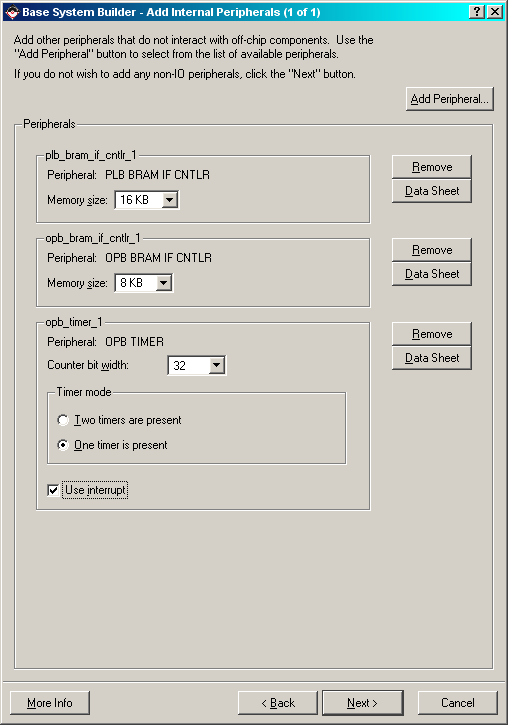 Base System Builder - Add Internal Peripherals (1 of 1)
Add other peripherals that do not interact with off-chip components. Use the
"Add Peripheral" button to select from the list of available peripherals.
If you do not wish to add any non-IO peripherals, click the "Next" button.
Add Peripheral...
Peripherals
plb_bram_if_cntlr_1
Peripheral: PLB BRAM IF CNTLR
Memory size: 16 KB
Remove
Data Sheet
opb_bram_if_cntlr_1
Peripheral: OPB BRAM IF CNTLR
Memory size: 8 KB
Remove
Data Sheet
opb_timer_1
Peripheral: OPB TIMER
Counter bit width: 32
Remove
Data Sheet
Timer mode
Two timers are present
One timer is present
Use interrupt
More Info
< Back
Next >
Cancel